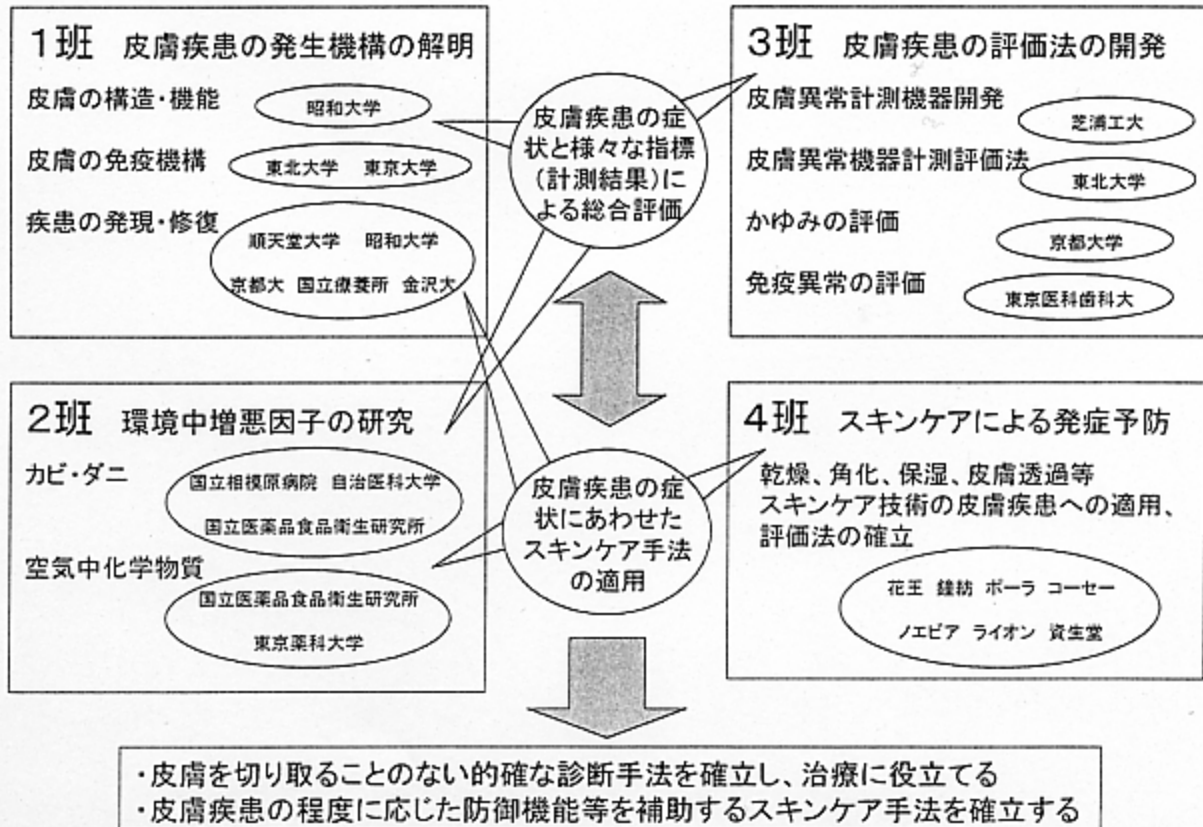 1班 皮膚疾患の発生機構の解明
皮膚の構造・機能
昭和大学
皮膚の免疫機構
東北大学 東京大学
疾患の発現・修復
順天堂大学 昭和大学
京都大 国立療養所 金沢大
皮膚疾患の症
状と様々な指標
(計測結果)に
よる総合評価
3班 皮膚疾患の評価法の開発
皮膚異常計測機器開発
芝浦工大
皮膚異常機器計測評価法
東北大学
かゆみの評価
京都大学
免疫異常の評価
東京医科歯科大
2班 環境中増悪因子の研究
カビ・ダニ
国立相模原病院 自治医科大学
国立医薬品食品衛生研究所
空気中化学物質
国立医薬品食品衛生研究所
東京薬科大学
皮膚疾患の症
状にあわせた
スキンケア手法
の適用
4班 スキンケアによる発症予防
乾燥、角化、保湿、皮膚透過等
スキンケア技術の皮膚疾患への適用、
評価法の確立
花王 鐘紡 ポーラ コーセー
ノエビア ライオン 資生堂
・皮膚を切り取ることのない的確な診断手法を確立し、治療に役立てる
・皮膚疾患の程度に応じた防御機能等を補助するスキンケア手法を確立する